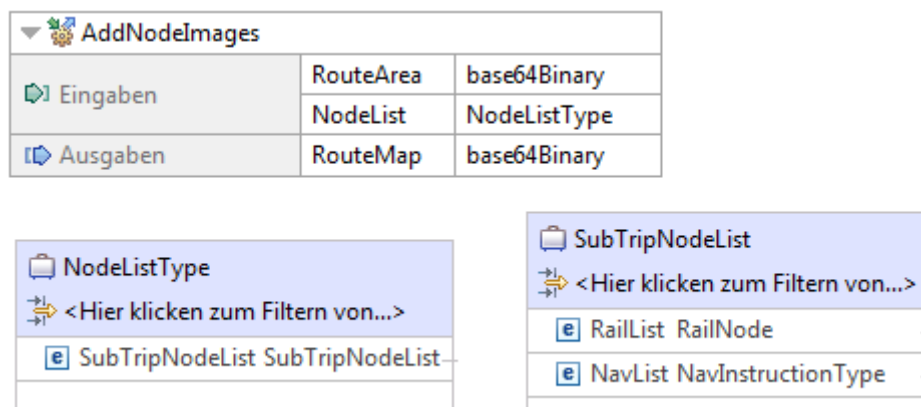 AddNodeImages
Eingaben RouteArea base64Binary
NodeList NodeListType
Ausgaben RouteMap base64Binary
NodeListType
<Hier klicken zum Filtern von...>
e SubTripNodeList SubTripNodeList
SubTripNodeList
<Hier klicken zum Filtern von...>
e RailList RailNode
e NavList NavInstructionType